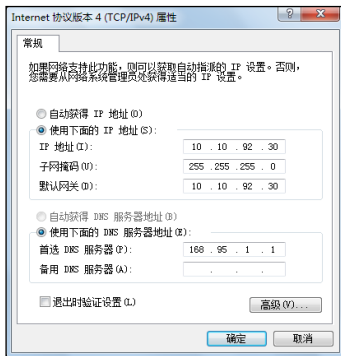 Internet 协议版本 4 (TCP/IPv4) 属性
常规
如果网络支持此功能，则可以获取自动指派的 IP 设置。否则，
您需要从网络系统管理员处获得适当的 IP 设置。
自动获得 IP 地址(O)
使用下面的 IP 地址(S):
IP 地址(I): 10 . 10 . 92 . 30
子网掩码(U): 255 . 255 . 255 . 0
默认网关(D): 10 . 10 . 92 . 30
自动获得 DNS 服务器地址(B)
使用下面的 DNS 服务器地址(E):
首选 DNS 服务器(P): 168 . 95 . 1 . 1
备用 DNS 服务器(A): . . .
退出时验证设置(L)
高级(V)...
确定 取消